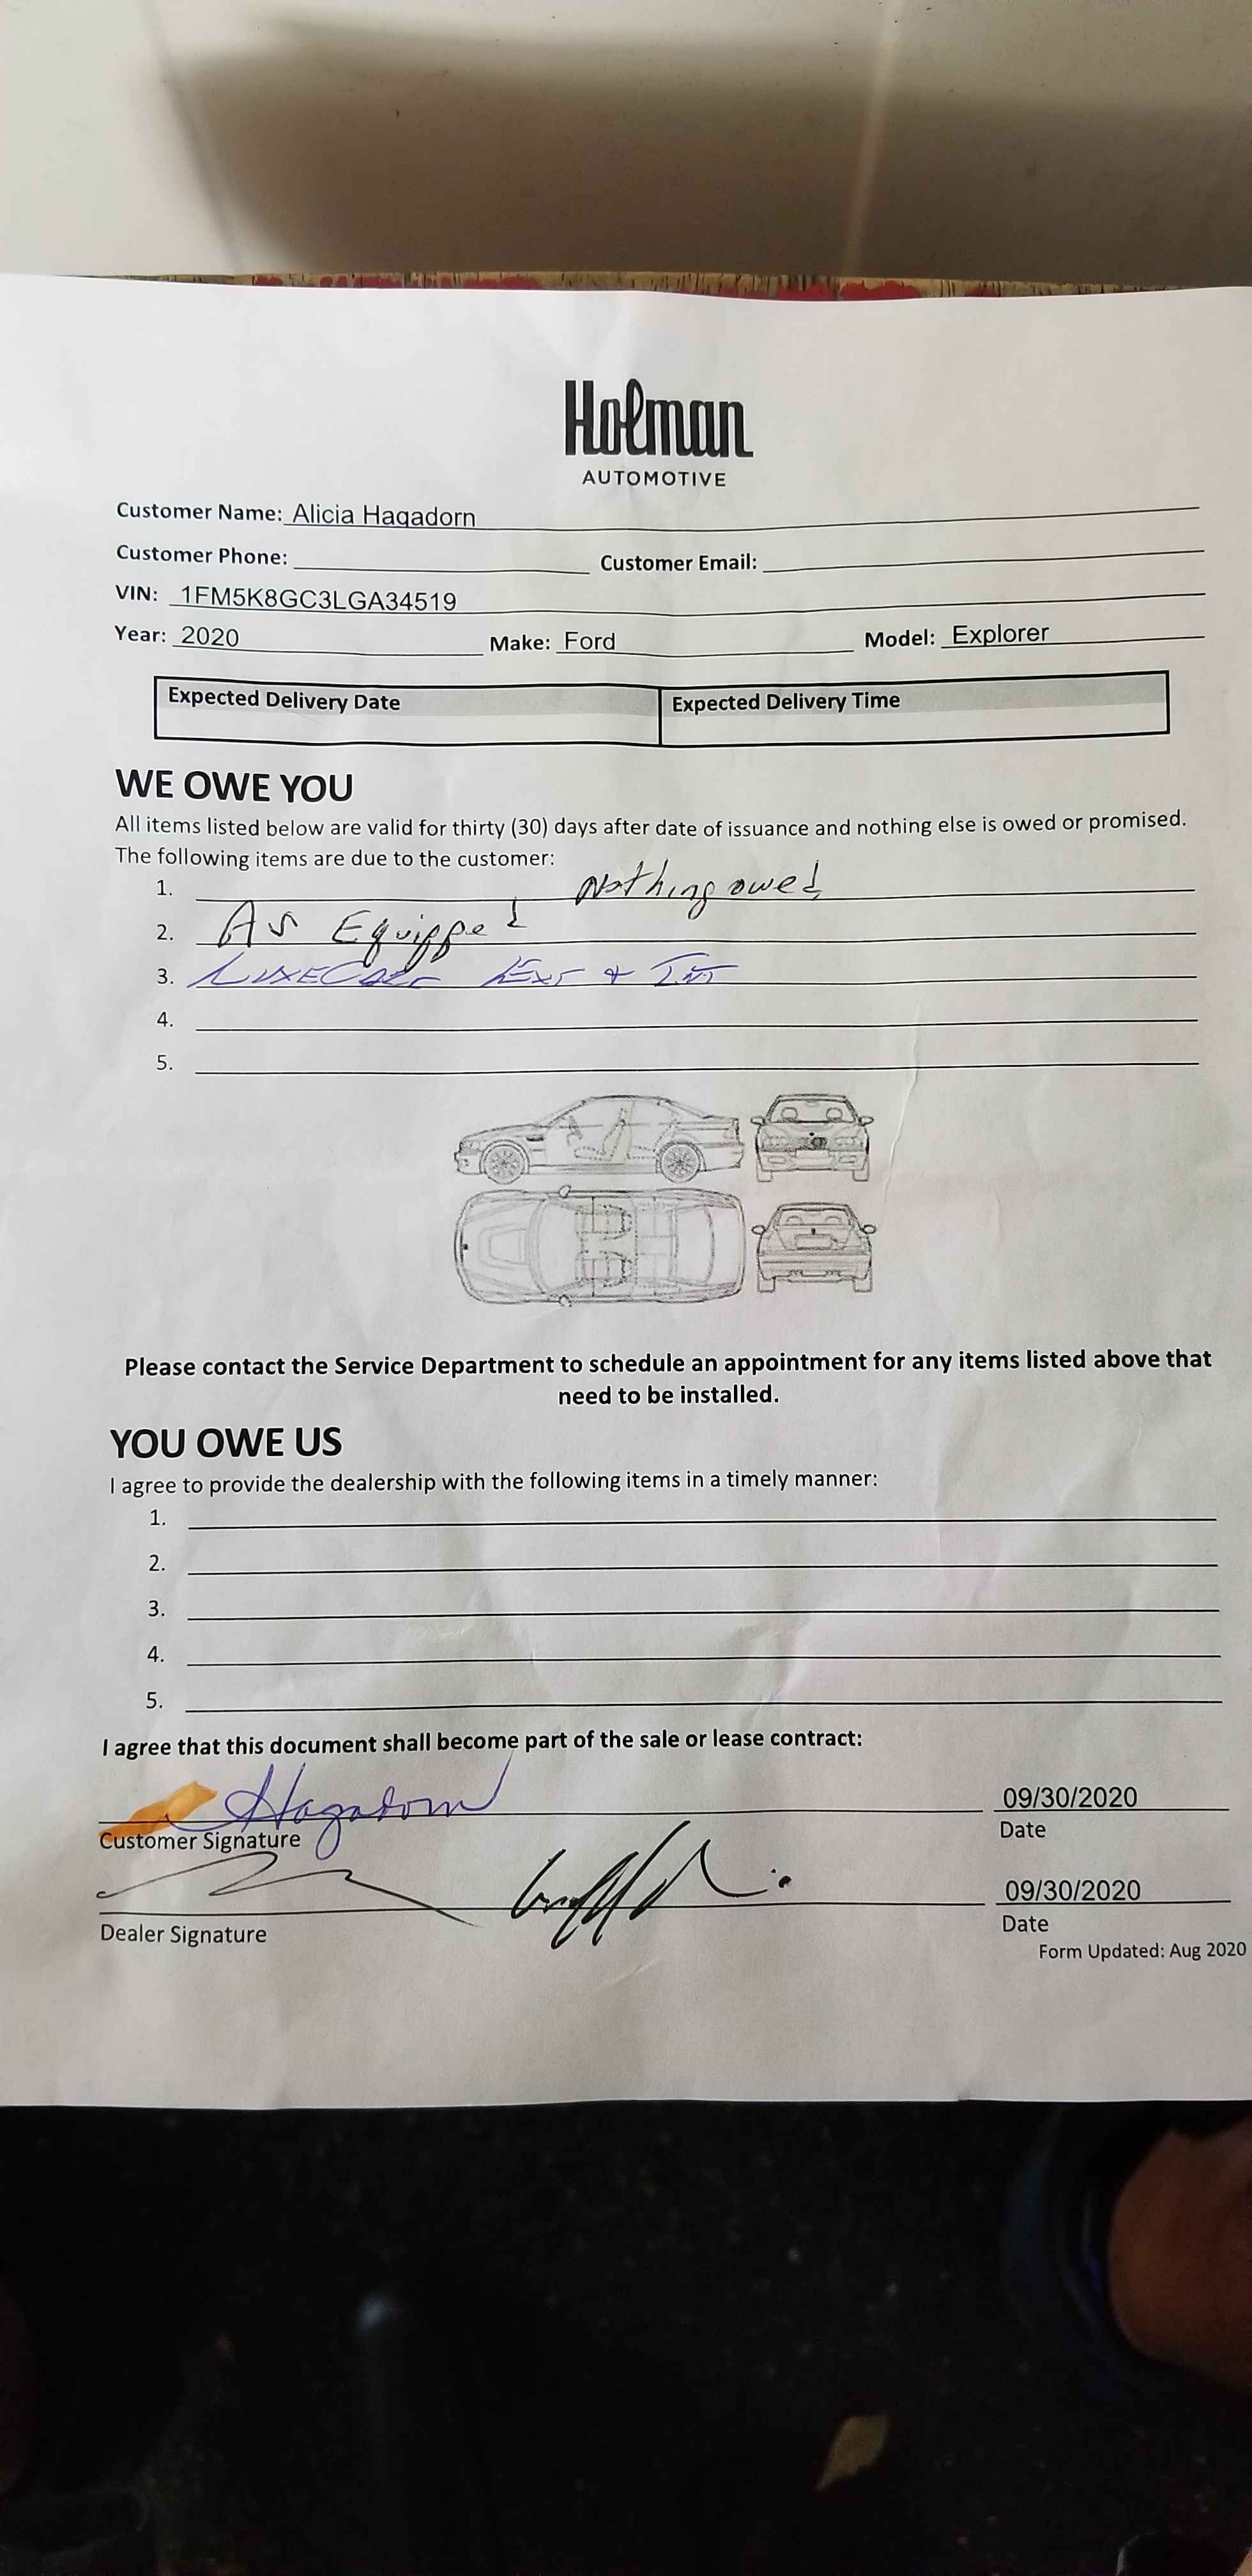 Holman
AUTOMOTIVE
Customer Name: Alicia Hagadorn
Customer Phone: Customer Email:
VIN: 1FM5K8GC3LGA34519
Year: 2020 Make: Ford Model: Explorer
Expected Delivery Date Expected Delivery Time
WE OWE YOU
All items listed below are valid for thirty (30) days after date of issuance and nothing else is owed or promised.
The following items are due to the customer:
1. Nothing owed
2. As Equipped
3. LUXECARE EXT & INT
4.
5.
Please contact the Service Department to schedule an appointment for any items listed above that
need to be installed.
YOU OWE US
I agree to provide the dealership with the following items in a timely manner:
1.
2.
3.
4.
5.
I agree that this document shall become part of the sale or lease contract:
Hagadorn 09/30/2020
Customer Signature Date
09/30/2020
Dealer Signature Date
Form Updated: Aug 2020